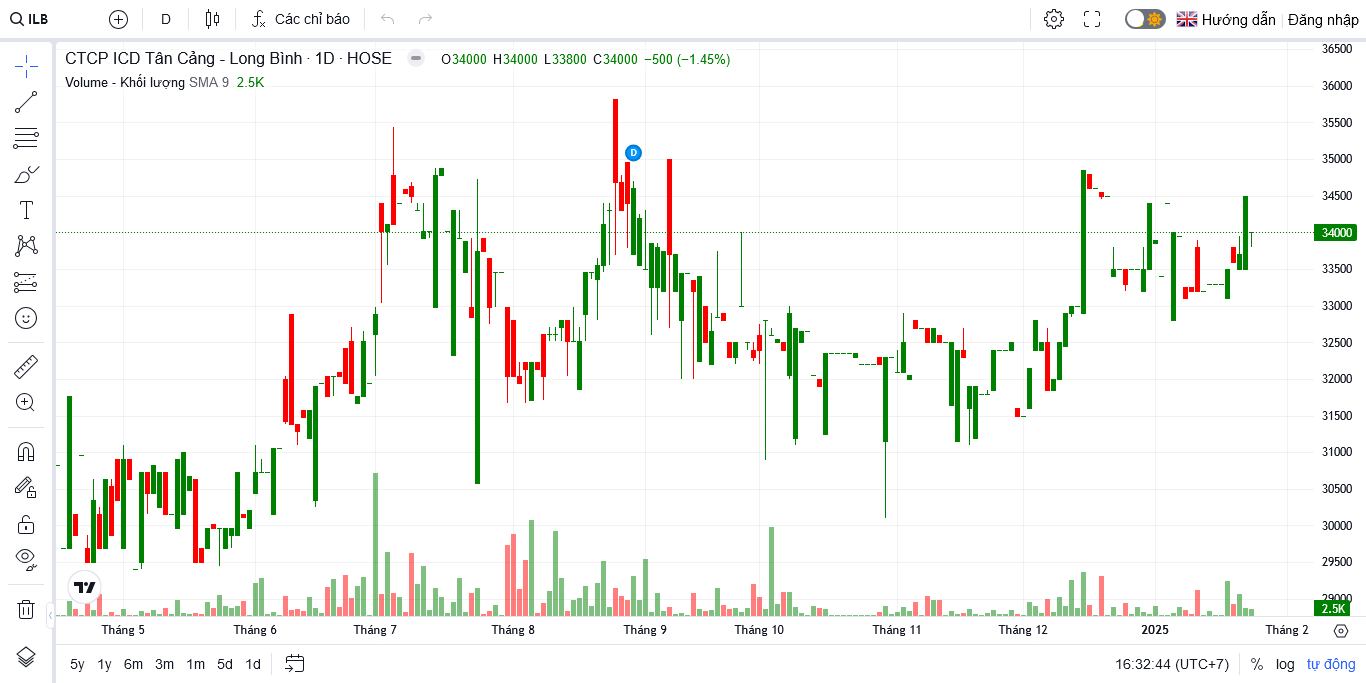 ILB D Các chỉ báo Hướng dẫn Đăng nhập
CTCP ICD Tân Cảng - Long Bình · 1D · HOSE O34000 H34000 L33800 C34000 −500 (−1.45%)
Volume - Khối lượng SMA 9 2.5K
D
36500
36000
35500
35000
34500
34000
33500
33000
32500
32000
31500
31000
30500
30000
29500
29000
2.5K
Tháng 5 Tháng 6 Tháng 7 Tháng 8 Tháng 9 Tháng 10 Tháng 11 Tháng 12 2025 Tháng 2
5y 1y 6m 3m 1m 5d 1d 16:32:44 (UTC+7) % log tự động